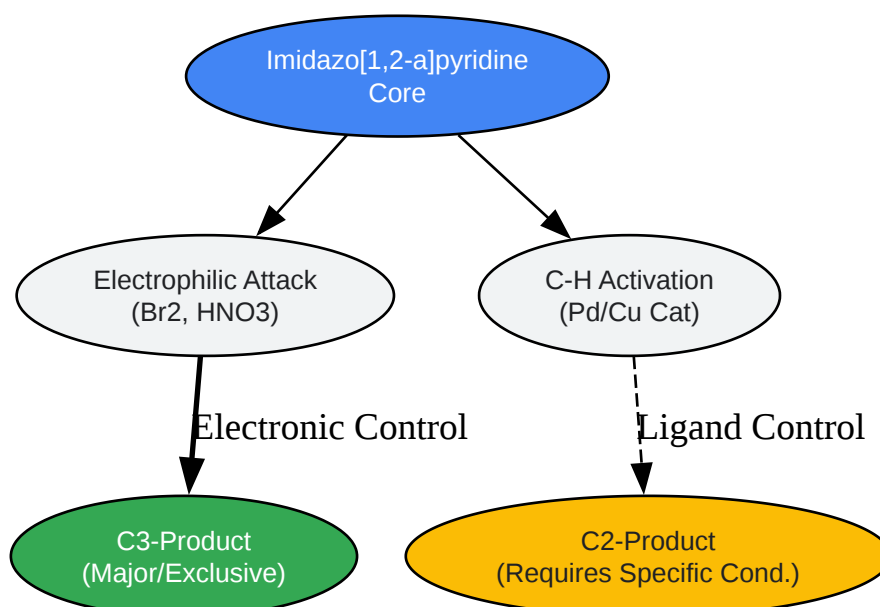 Imidazo[1,2-a]pyridine
Core
Electrophilic Attack
(Br2, HNO3)
C-H Activation
(Pd/Cu Cat)
Electronic Control
Ligand Control
C3-Product
(Major/Exclusive)
C2-Product
(Requires Specific Cond.)